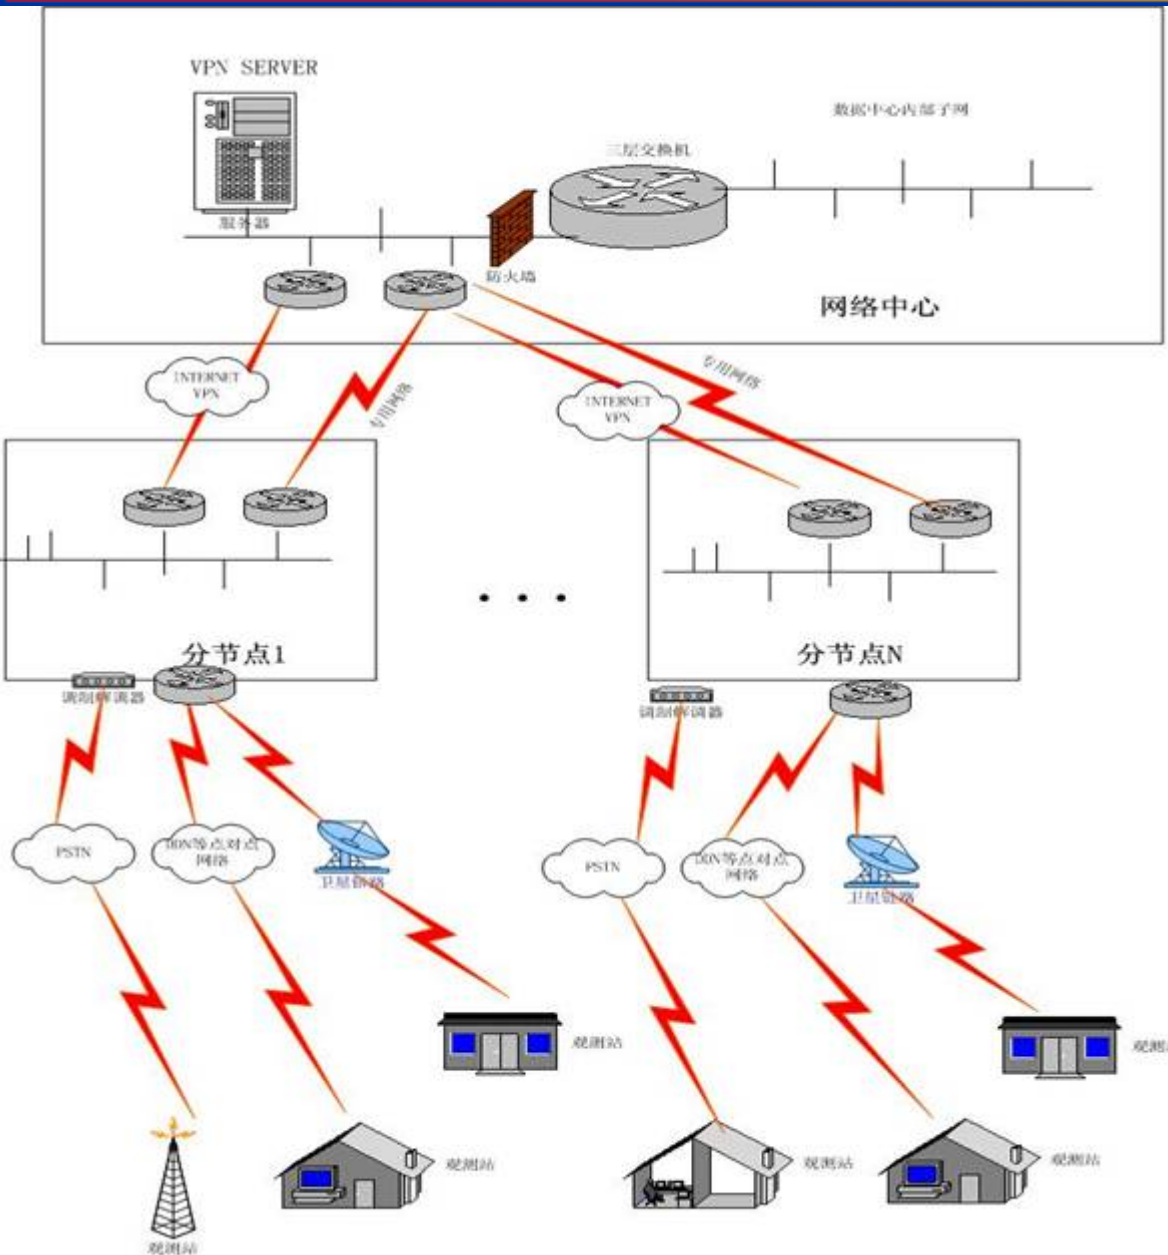 VPN SERVER
数据中心内部子网
三层交换机
服务器
防火墙
网络中心
专用网络
INTERNET
VPN
专用网络
INTERNET
VPN
分节点1
分节点N
调制解调器
调制解调器
PSTN
DDN等点对点
网络
卫星链路
PSTN
DDN等点对点
网络
卫星链路
观测站
观测
观测站
观测站
观测站
观测站